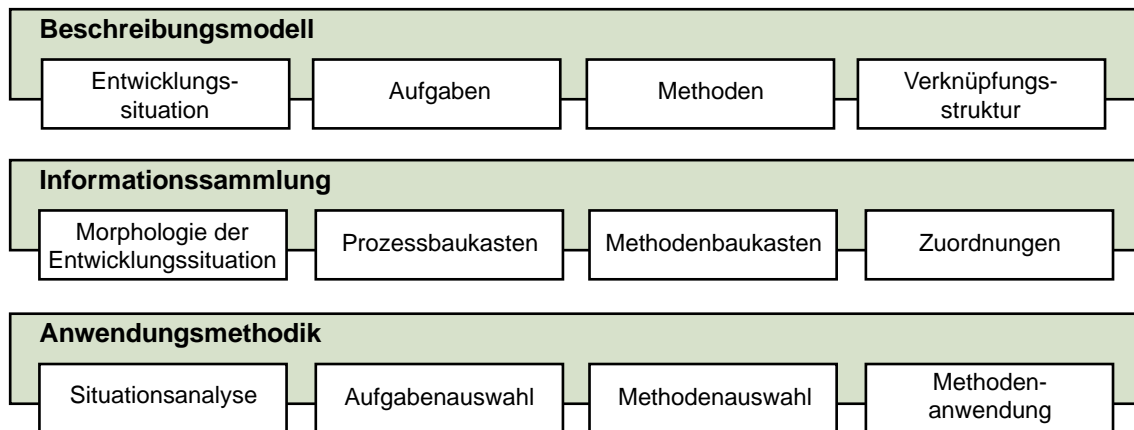 Beschreibungsmodell
Entwicklungs-
situation
Aufgaben
Methoden
Verknüpfungs-
struktur
Informationssammlung
Morphologie der
Entwicklungssituation
Prozessbaukasten
Methodenbaukasten
Zuordnungen
Anwendungsmethodik
Situationsanalyse
Aufgabenauswahl
Methodenauswahl
Methoden-
anwendung